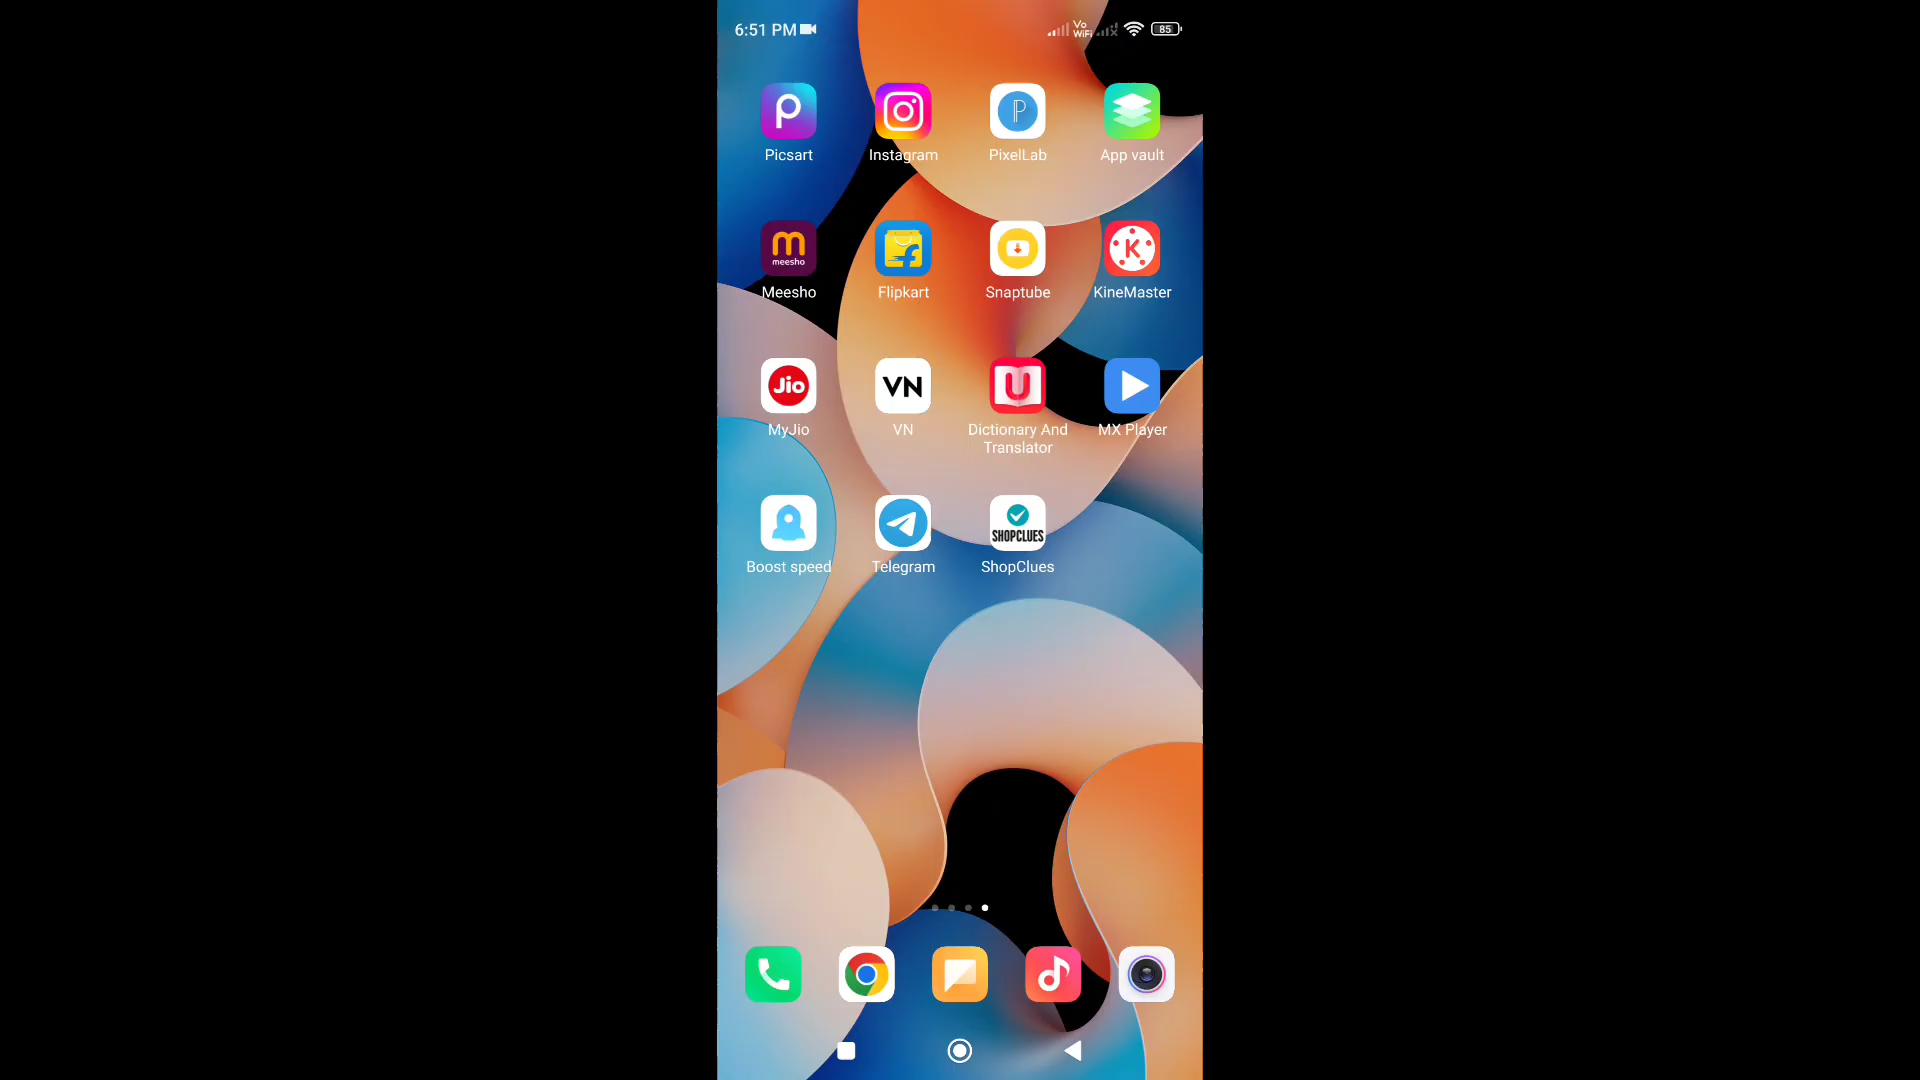 6:51 PM
Vo
WiFi
85
Picsart
Instagram
PixelLab
App vault
meesho
Meesho
Flipkart
Snaptube
K
KineMaster
Jio
MyJio
VN
VN
U
Dictionary And
Translator
MX Player
Boost speed
Telegram
SHOPCLUES
ShopClues